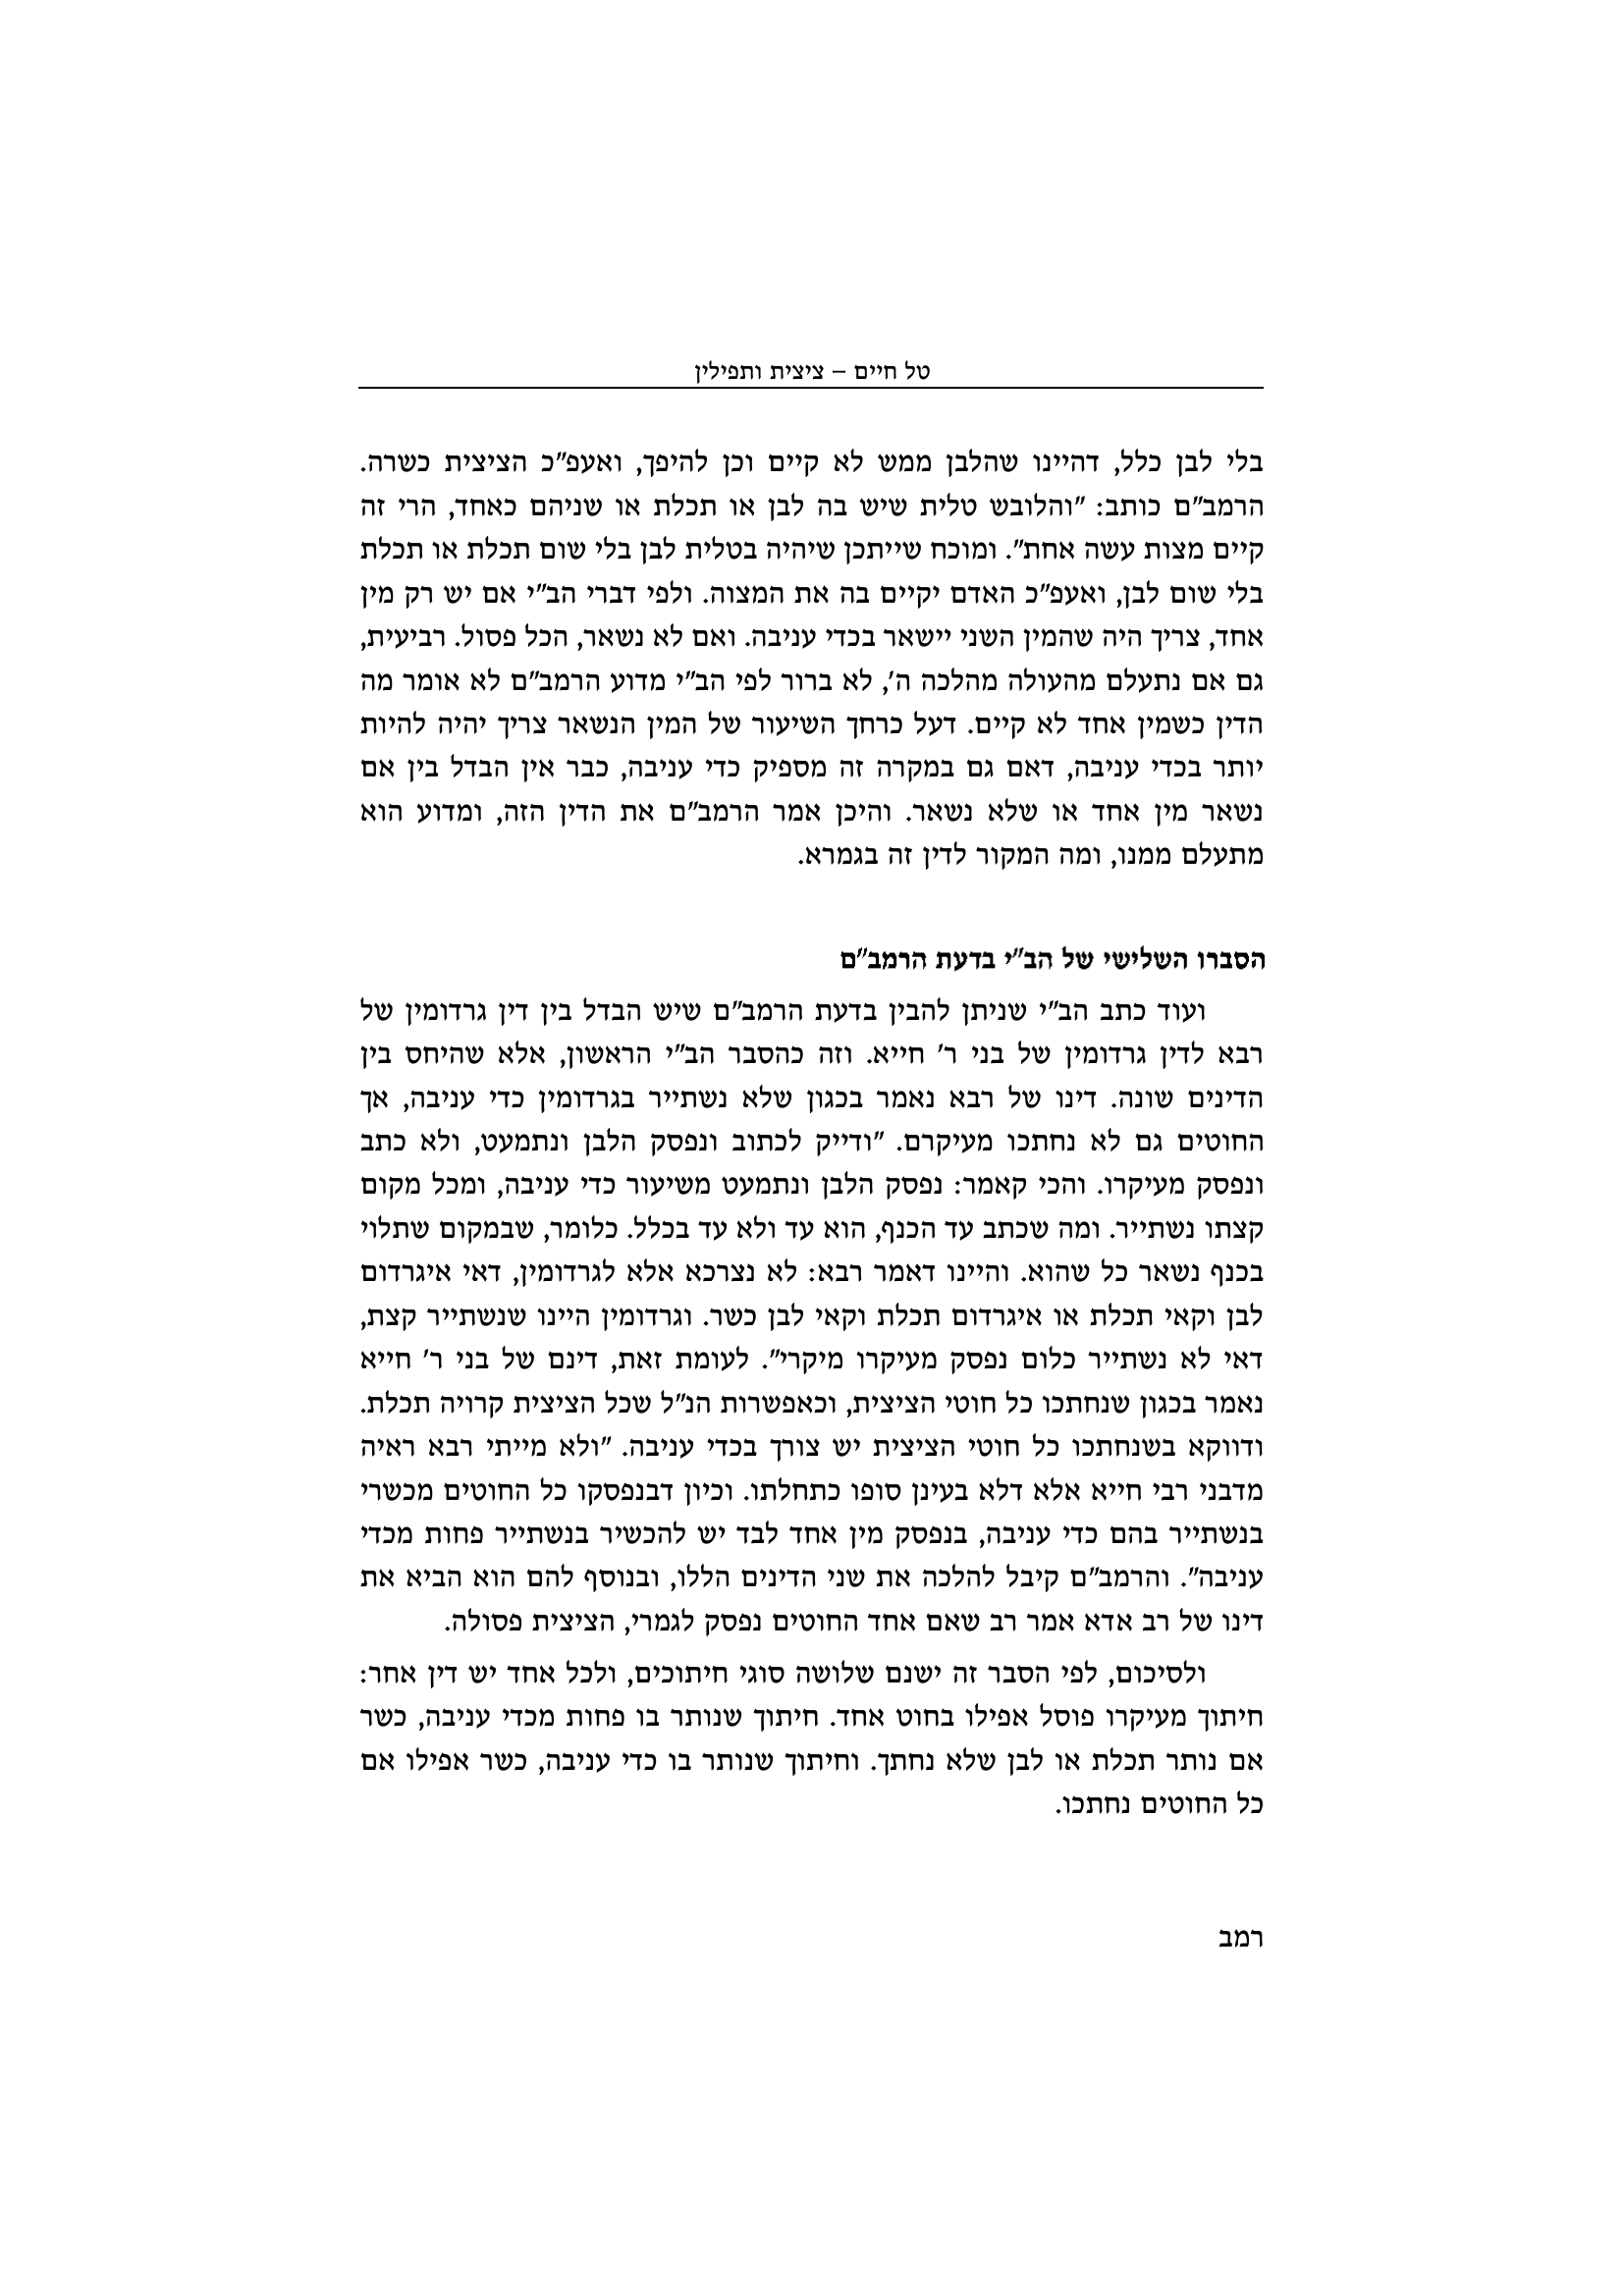 טל חיים – ציצית ותפילין
בלי לבן כלל, דהיינו שהלבן ממש לא קיים וכן להיפך, ואעפ"כ הציצית כשרה.
הרמב"ם כותב: "והלובש טלית שיש בה לבן או תכלת או שניהם כאחד, הרי זה
קיים מצות עשה אחת". ומוכח שייתכן שיהיה בטלית לבן בלי שום תכלת או תכלת
בלי שום לבן, ואעפ"כ האדם יקיים בה את המצוה. ולפי דברי הב"י אם יש רק מין
אחד, צריך היה שהמין השני יישאר בכדי עניבה. ואם לא נשאר, הכל פסול. רביעית,
גם אם נתעלם מהעולה מהלכה ה', לא ברור לפי הב"י מדוע הרמב"ם לא אומר מה
הדין כשמין אחד לא קיים. דעל כרחך השיעור של המין הנשאר צריך יהיה להיות
יותר בכדי עניבה, דאם גם במקרה זה מספיק כדי עניבה, כבר אין הבדל בין אם
נשאר מין אחד או שלא נשאר. והיכן אמר הרמב"ם את הדין הזה, ומדוע הוא
מתעלם ממנו, ומה המקור לדין זה בגמרא.
הסברו השלישי של הב"י בדעת הרמב"ם
ועוד כתב הב"י שניתן להבין בדעת הרמב"ם שיש הבדל בין דין גרדומין של
רבא לדין גרדומין של בני ר' חייא. וזה כהסבר הב"י הראשון, אלא שהיחס בין
הדינים שונה. דינו של רבא נאמר בכגון שלא נשתייר בגרדומין כדי עניבה, אך
החוטים גם לא נחתכו מעיקרם. "ודייק לכתוב ונפסק הלבן ונתמעט, ולא כתב
ונפסק מעיקרו. והכי קאמר: נפסק הלבן ונתמעט משיעור כדי עניבה, ומכל מקום
קצתו נשתייר. ומה שכתב עד הכנף, הוא עד ולא עד בכלל. כלומר, שבמקום שתלוי
בכנף נשאר כל שהוא. והיינו דאמר רבא: לא נצרכא אלא לגרדומין, דאי איגרדום
לבן וקאי תכלת או איגרדום תכלת וקאי לבן כשר. וגרדומין היינו שנשתייר קצת,
דאי לא נשתייר כלום נפסק מעיקרו מיקרי". לעומת זאת, דינם של בני ר' חייא
נאמר בכגון שנחתכו כל חוטי הציצית, וכאפשרות הנ"ל שכל הציצית קרויה תכלת.
ודווקא בשנחתכו כל חוטי הציצית יש צורך בכדי עניבה. "ולא מייתי רבא ראיה
מדבני רבי חייא אלא דלא בעינן סופו כתחלתו. וכיון דבנפסקו כל החוטים מכשרי
בנשתייר בהם כדי עניבה, בנפסק מין אחד לבד יש להכשיר בנשתייר פחות מכדי
עניבה". והרמב"ם קיבל להלכה את שני הדינים הללו, ובנוסף להם הוא הביא את
דינו של רב אדא אמר רב שאם אחד החוטים נפסק לגמרי, הציצית פסולה.
ולסיכום, לפי הסבר זה ישנם שלושה סוגי חיתוכים, ולכל אחד יש דין אחר:
חיתוך מעיקרו פוסל אפילו בחוט אחד. חיתוך שנותר בו פחות מכדי עניבה, כשר
אם נותר תכלת או לבן שלא נחתך. וחיתוך שנותר בו כדי עניבה, כשר אפילו אם
כל החוטים נחתכו.
רמב